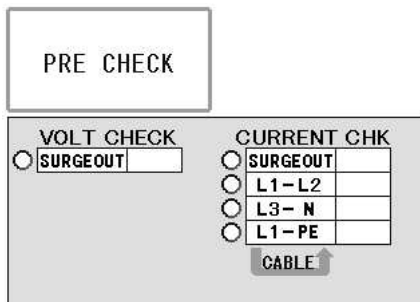 PRE CHECK
VOLT CHECK
SURGEOUT
CURRENT CHK
SURGEOUT
L1-L2
L3-N
L1-PE
CABLE